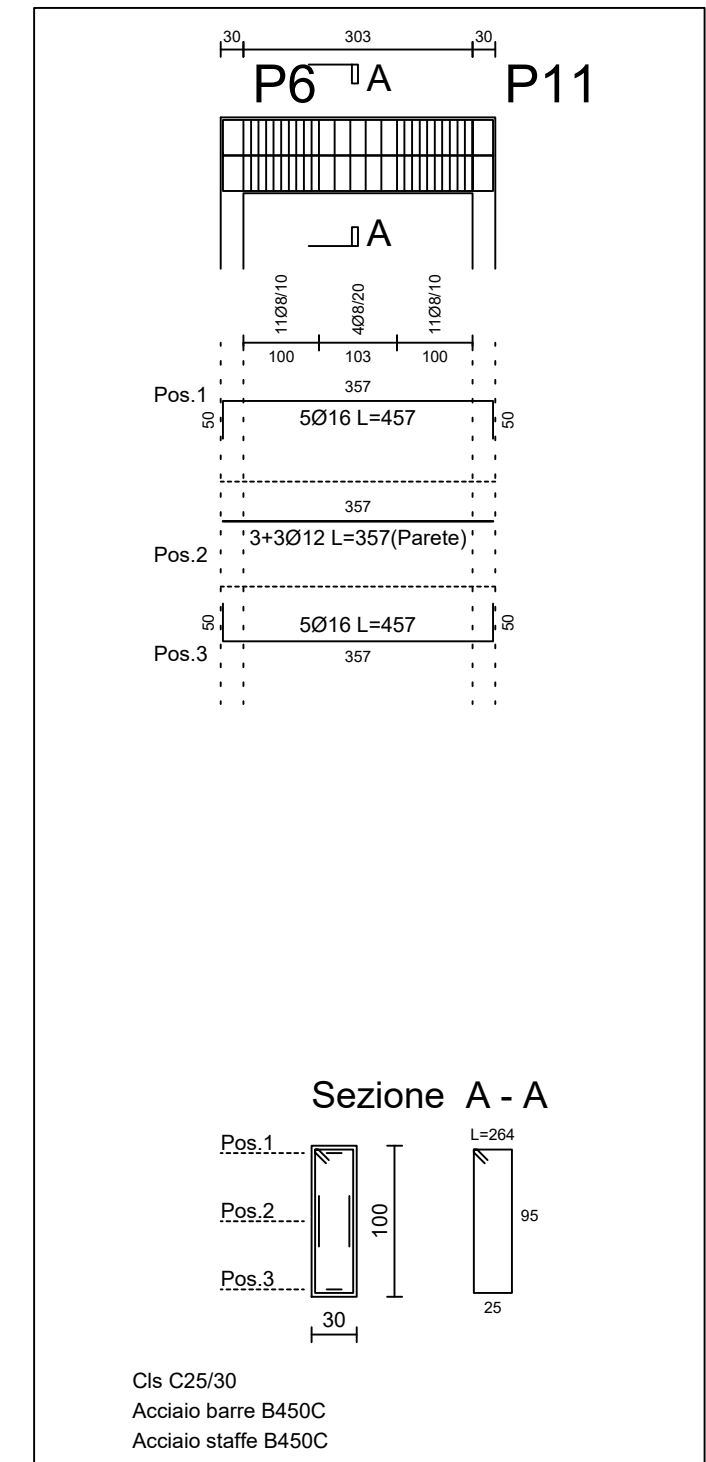 30 303 30
P6 A P11
A
11Ø8/10 4Ø8/20 11Ø8/10
100 103 100
357
Pos.1
50 5Ø16 L=457 50
357
3+3Ø12 L=357(Parete)
Pos.2
50 5Ø16 L=457 50
Pos.3 357
Sezione A - A
Pos.1 L=264
Pos.2 100 95
Pos.3
25
30
Cls C25/30
Acciaio barre B450C
Acciaio staffe B450C